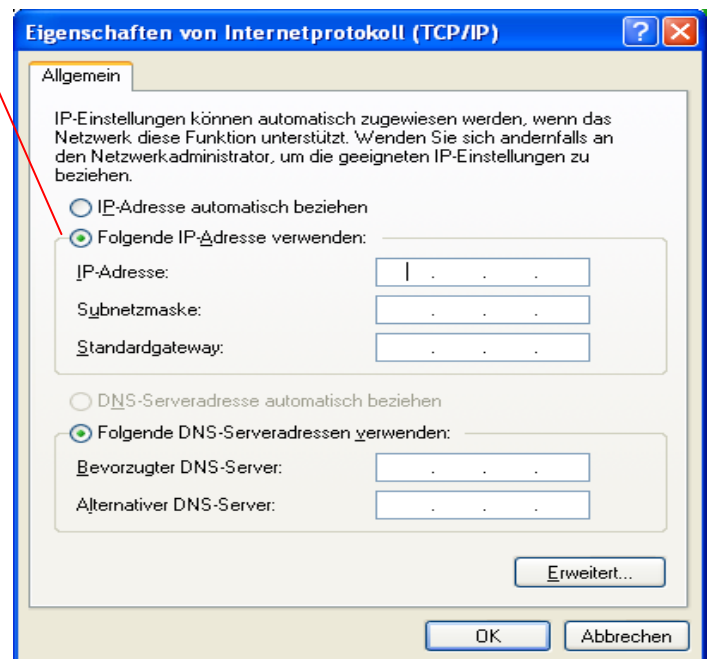 Eigenschaften von Internetprotokoll (TCP/IP)
Allgemein
IP-Einstellungen können automatisch zugewiesen werden, wenn das
Netzwerk diese Funktion unterstützt. Wenden Sie sich andernfalls an
den Netzwerkadministrator, um die geeigneten IP-Einstellungen zu
beziehen.
IP-Adresse automatisch beziehen
Folgende IP-Adresse verwenden:
IP-Adresse:
Subnetzmaske:
Standardgateway:
DNS-Serveradresse automatisch beziehen
Folgende DNS-Serveradressen verwenden:
Bevorzugter DNS-Server:
Alternativer DNS-Server:
Erweitert...
OK Abbrechen